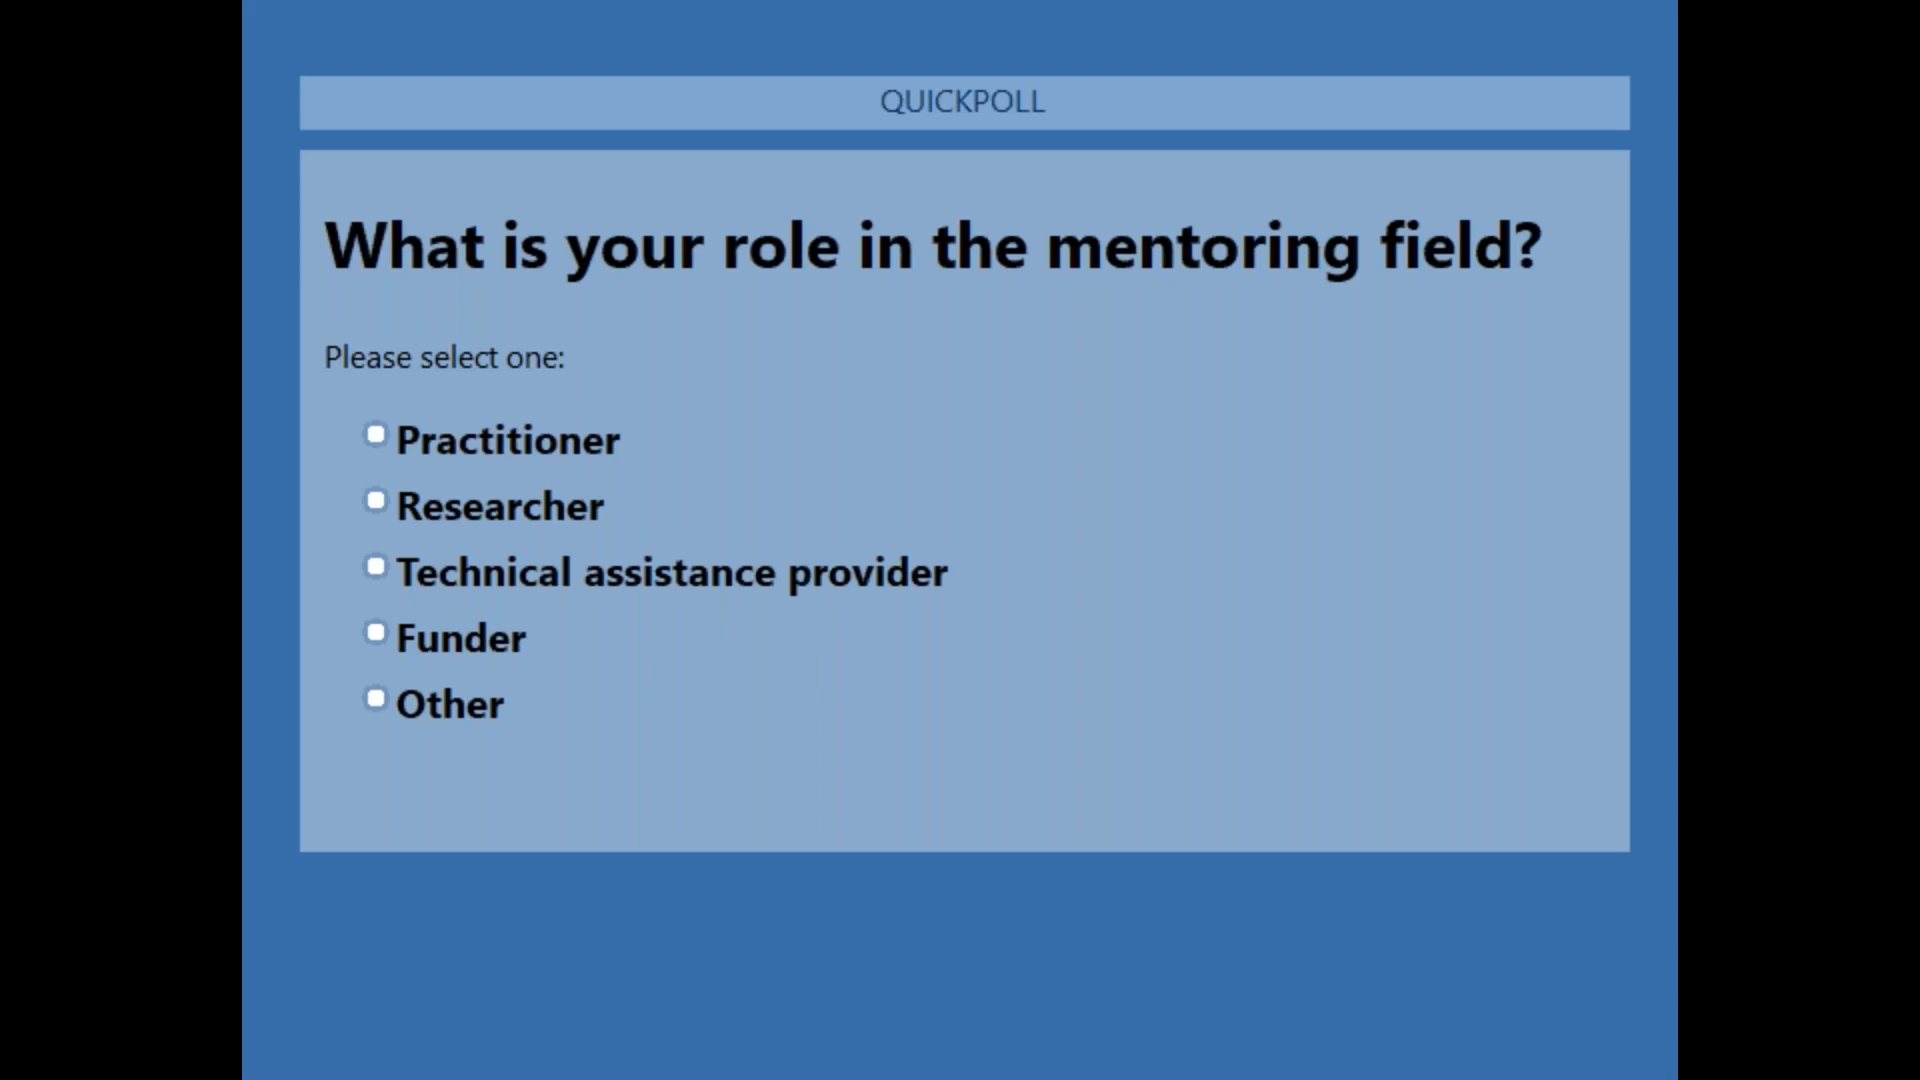 QUICKPOLL
What is your role in the mentoring field?
Please select one:
Practitioner
Researcher
Technical assistance provider
Funder
Other